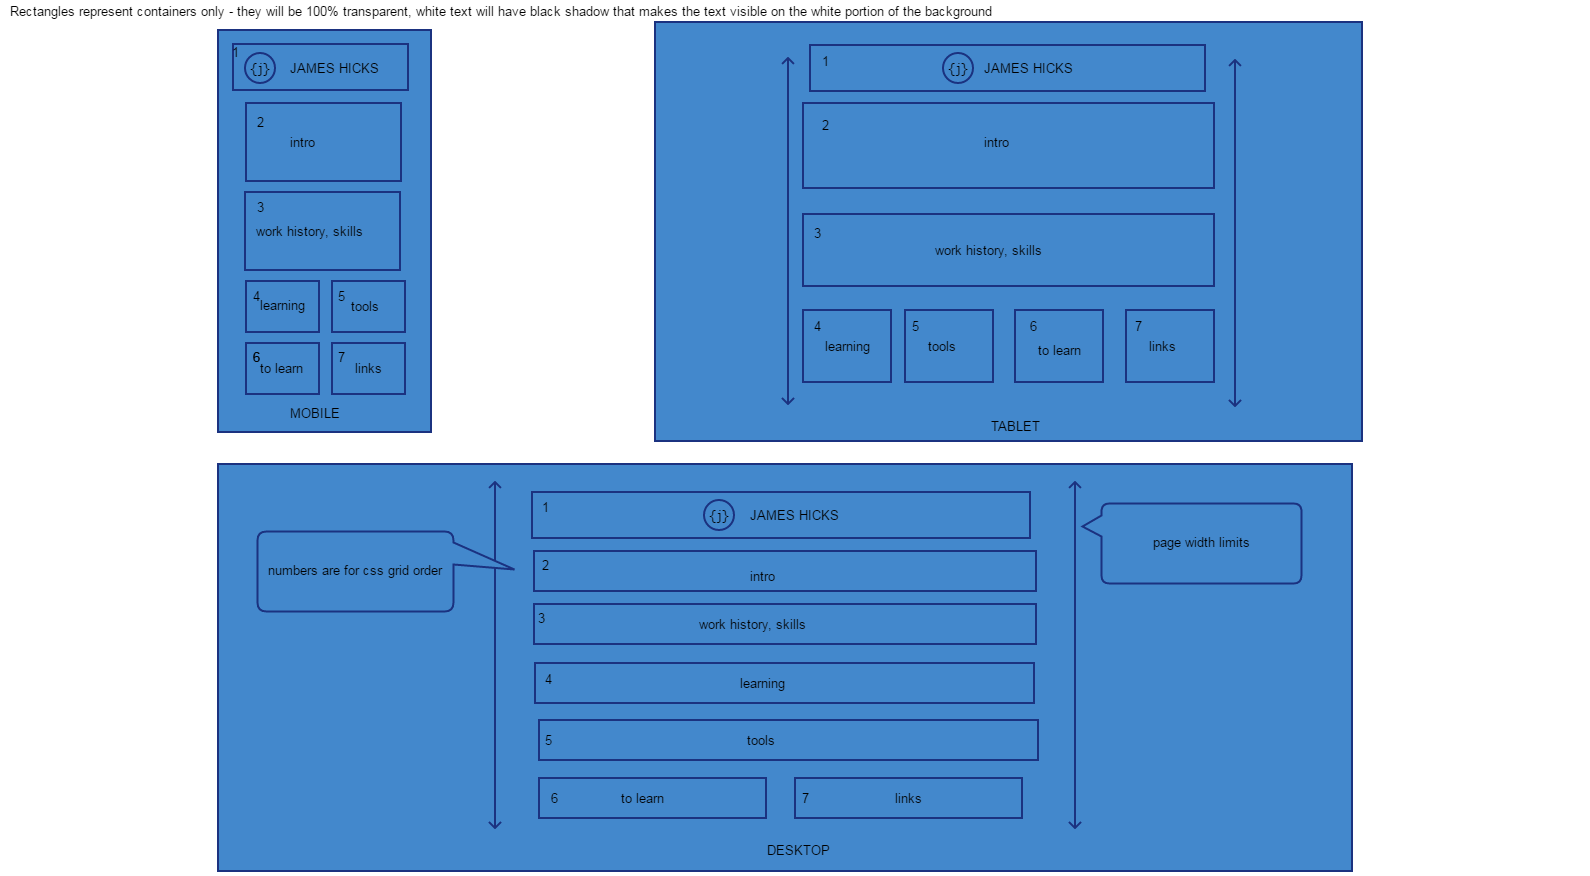 Rectangles represent containers only - they will be 100% transparent, white text will have black shadow that makes the text visible on the white portion of the background
1
{j} JAMES HICKS
2
intro
3
work history, skills
4 learning
5 tools
6 to learn
7 links
MOBILE
1
{j} JAMES HICKS
2
intro
3
work history, skills
4
learning
5
tools
6
to learn
7
links
TABLET
numbers are for css grid order
1
{j} JAMES HICKS
2
intro
3
work history, skills
4
learning
5
tools
6 to learn
7 links
page width limits
DESKTOP